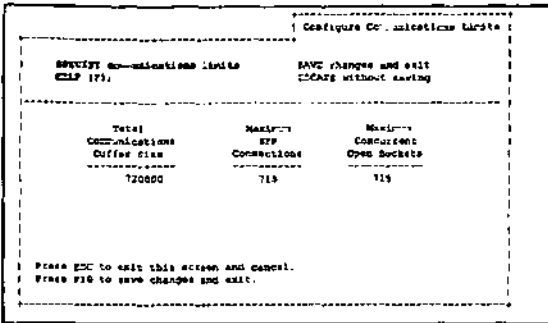 Configure Communications Limits
SPECIFY communications limits SAVE changes and exit
HELP (?) ESCAPE without saving
Total Maximum Maximum
Communications Concurrent
Buffer Size Connections Open Sockets
Press ESC to exit this screen and cancel.
Press F10 to save changes and exit.